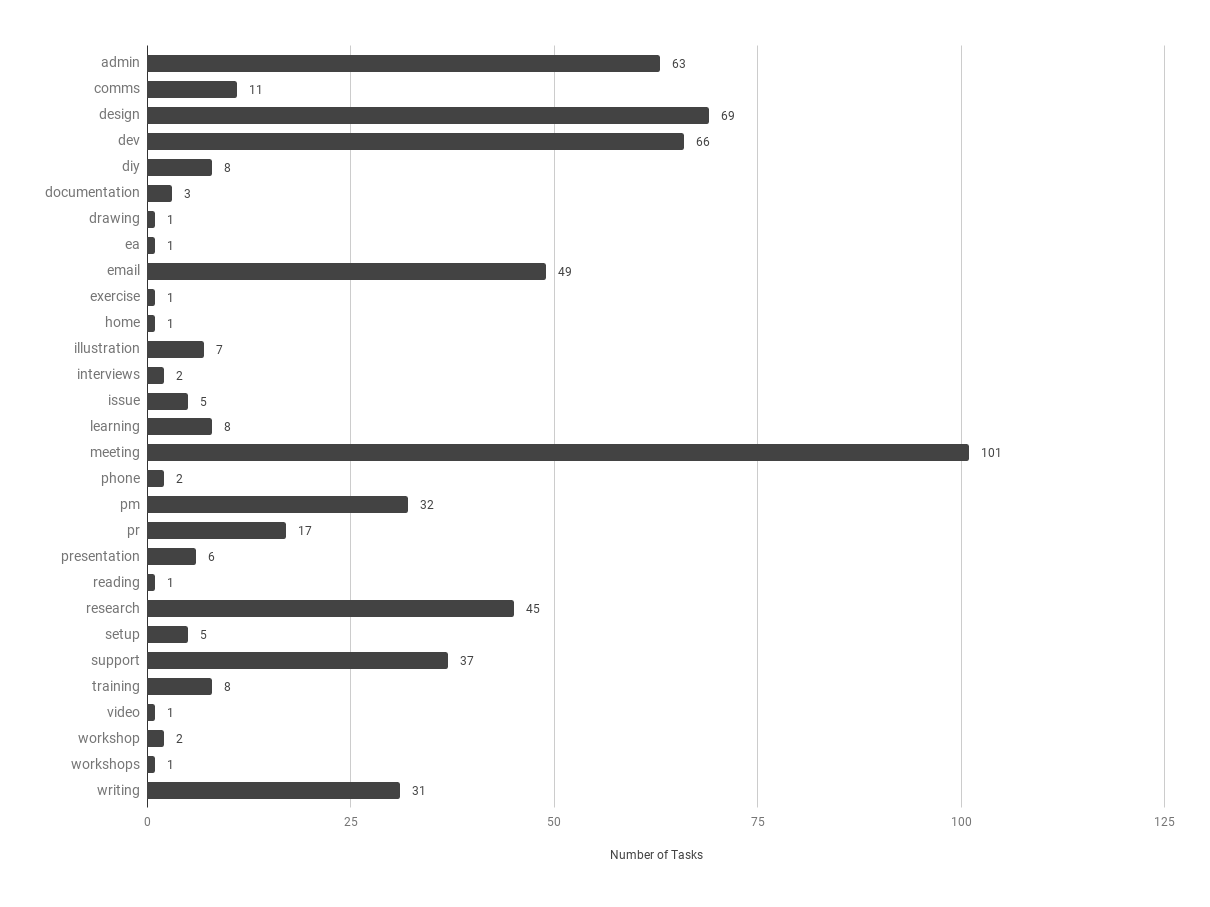 admin 63
comms 11
design 69
dev 66
diy 8
documentation 3
drawing 1
ea 1
email 49
exercise 1
home 1
illustration 7
interviews 2
issue 5
learning 8
meeting 101
phone 2
pm 32
pr 17
presentation 6
reading 1
research 45
setup 5
support 37
training 8
video 1
workshop 2
workshops 1
writing 31
0 25 50 75 100 125
Number of Tasks